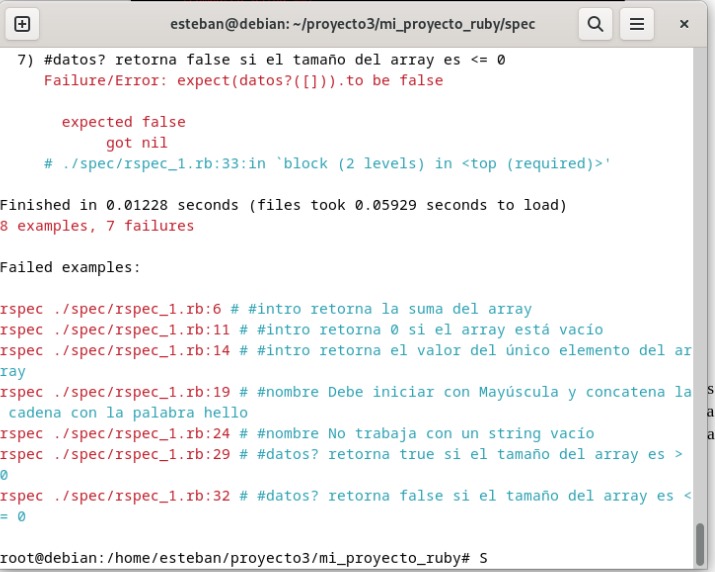 esteban@debian: ~/proyecto3/mi_proyecto_ruby/spec
7) #datos? retorna false si el tamaño del array es <= 0
Failure/Error: expect(datos?([])).to be false
expected false
got nil
# ./spec/rspec_1.rb:33:in `block (2 levels) in <top (required)>'
Finished in 0.01228 seconds (files took 0.05929 seconds to load)
8 examples, 7 failures
Failed examples:
rspec ./spec/rspec_1.rb:6 # #intro retorna la suma del array
rspec ./spec/rspec_1.rb:11 # #intro retorna 0 si el array está vacío
rspec ./spec/rspec_1.rb:14 # #intro retorna el valor del único elemento del ar
ray
rspec ./spec/rspec_1.rb:19 # #nombre Debe iniciar con Mayúscula y concatena la
cadena con la palabra hello
rspec ./spec/rspec_1.rb:24 # #nombre No trabaja con un string vacío
rspec ./spec/rspec_1.rb:29 # #datos? retorna true si el tamaño del array es >
0
rspec ./spec/rspec_1.rb:32 # #datos? retorna false si el tamaño del array es <
= 0
root@debian:/home/esteban/proyecto3/mi_proyecto_ruby# S
s
a
a